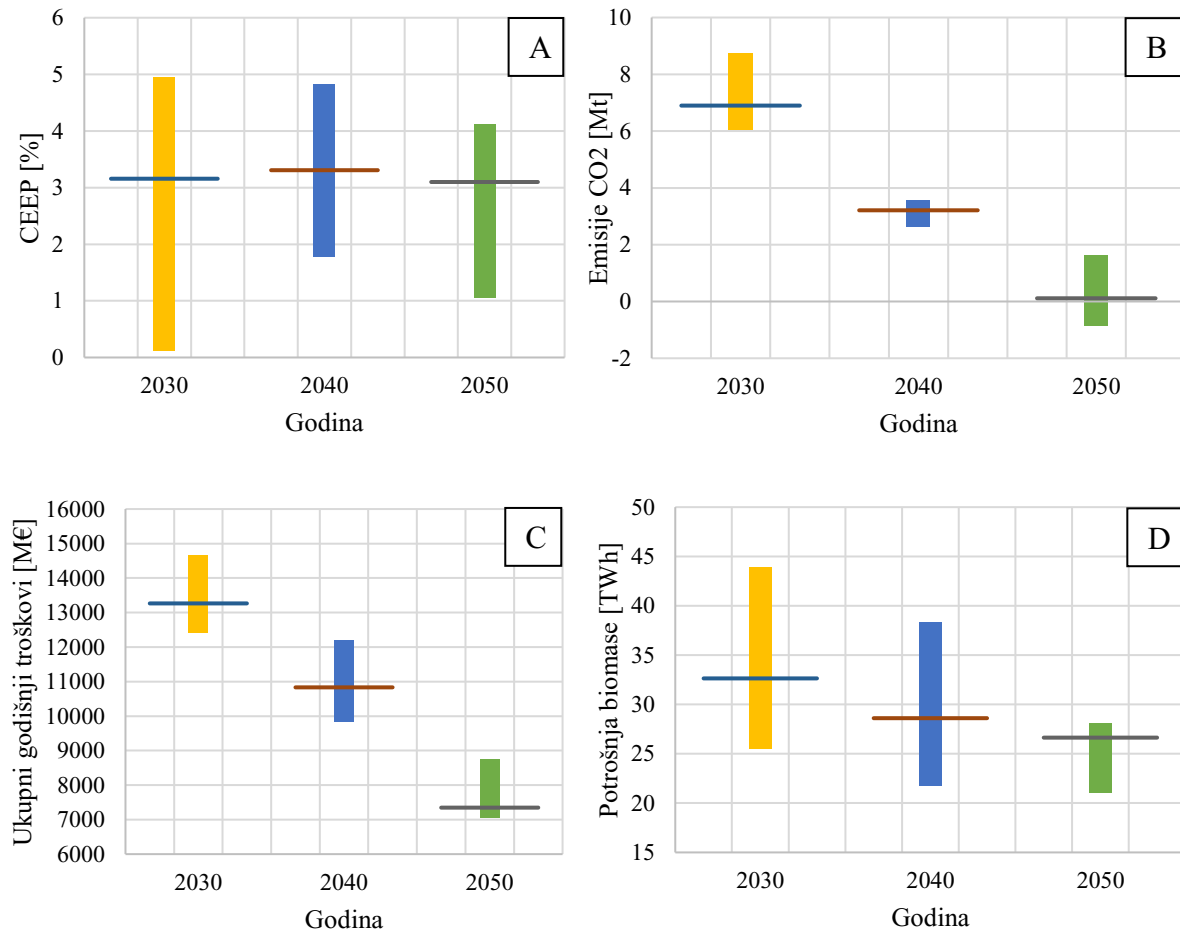 A
CEEP [%]
6
5
4
3
2
1
0
2030 2040 2050
Godina
B
Emisije CO2 [Mt]
10
8
6
4
2
0
-2
2030 2040 2050
Godina
C
Ukupni godišnji troškovi [M€]
16000
15000
14000
13000
12000
11000
10000
9000
8000
7000
6000
2030 2040 2050
Godina
D
Potrošnja biomase [TWh]
50
45
40
35
30
25
20
15
2030 2040 2050
Godina